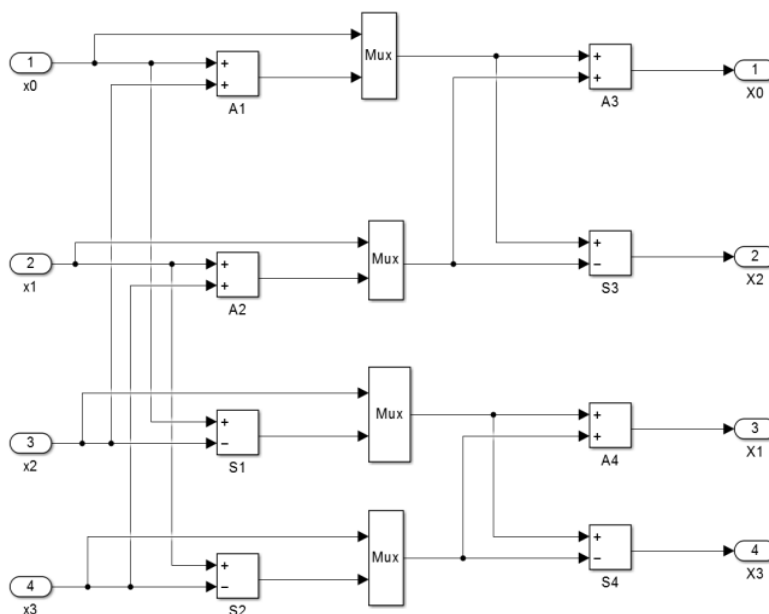 Mux
1
x0
+
+
A1
+
+
A3
1
X0
2
x1
+
+
A2
Mux
+
−
S3
2
X2
3
x2
+
−
S1
Mux
+
+
A4
3
X1
4
x3
+
−
S2
Mux
+
−
S4
4
X3